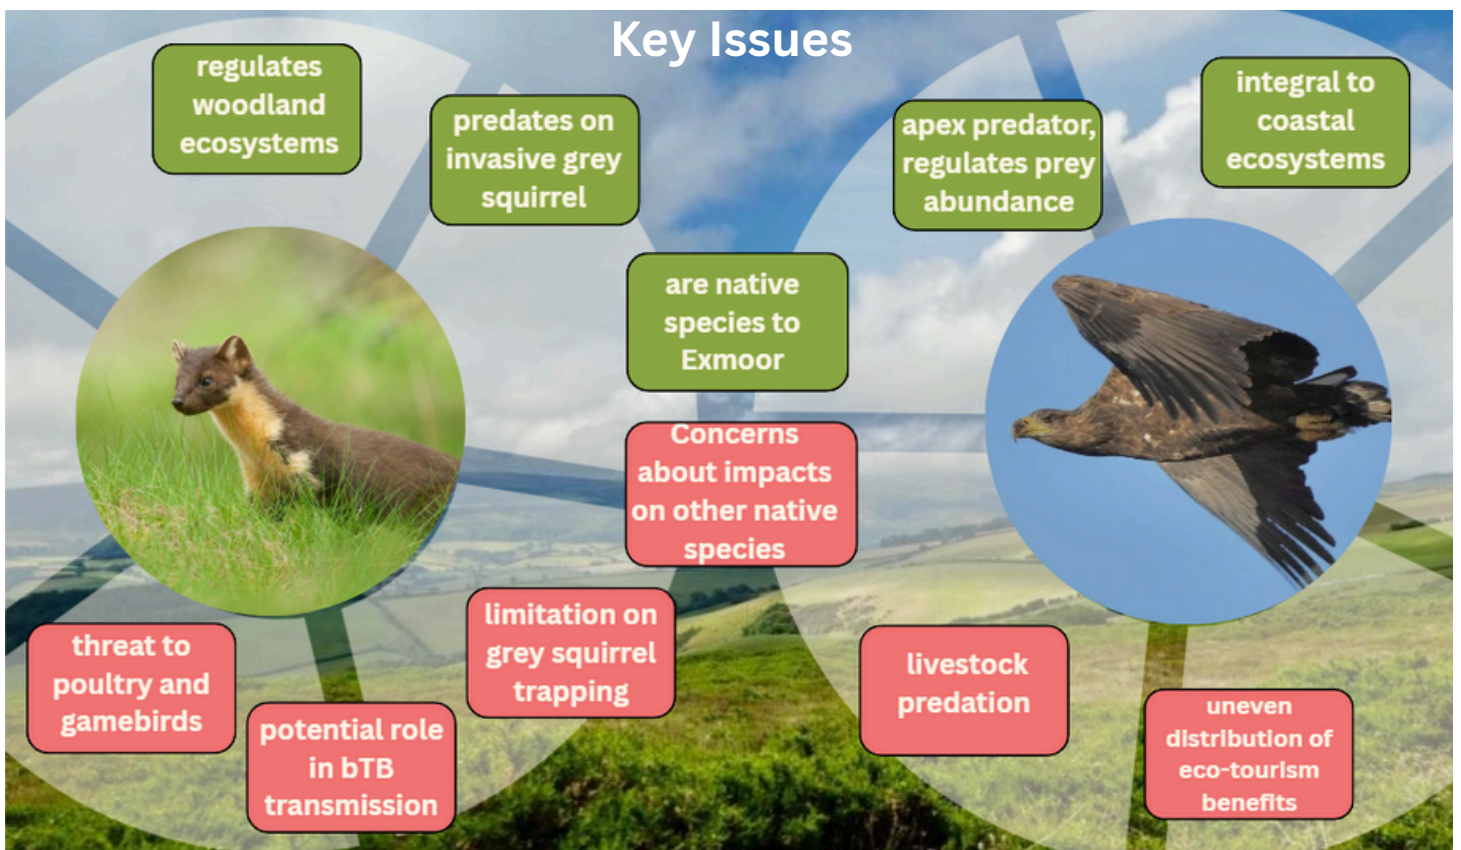 Key Issues
regulates
woodland
ecosystems
predates on
invasive grey
squirrel
apex predator,
regulates prey
abundance
integral to
coastal
ecosystems
are native
species to
Exmoor
Concerns
about impacts
on other native
species
threat to
poultry and
gamebirds
potential role
in bTB
transmission
limitation on
grey squirrel
trapping
livestock
predation
uneven
distribution of
eco-tourism
benefits